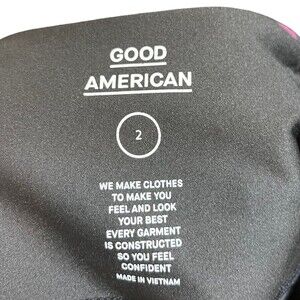 GOOD
AMERICAN
2
WE MAKE CLOTHES
TO MAKE YOU
FEEL AND LOOK
YOUR BEST
EVERY GARMENT
IS CONSTRUCTED
SO YOU FEEL
CONFIDENT
MADE IN VIETNAM